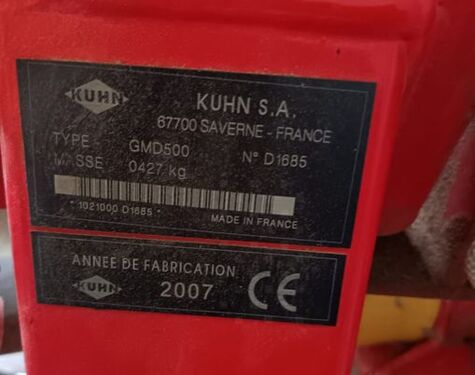 KUHN
KUHN S.A.
67700 SAVERNE - FRANCE
TYPE GMD500 N° D1685
MASSE 0427 kg
* 1021000 D1685 *
MADE IN FRANCE
ANNEE DE FABRICATION
KUHN 2007 CE